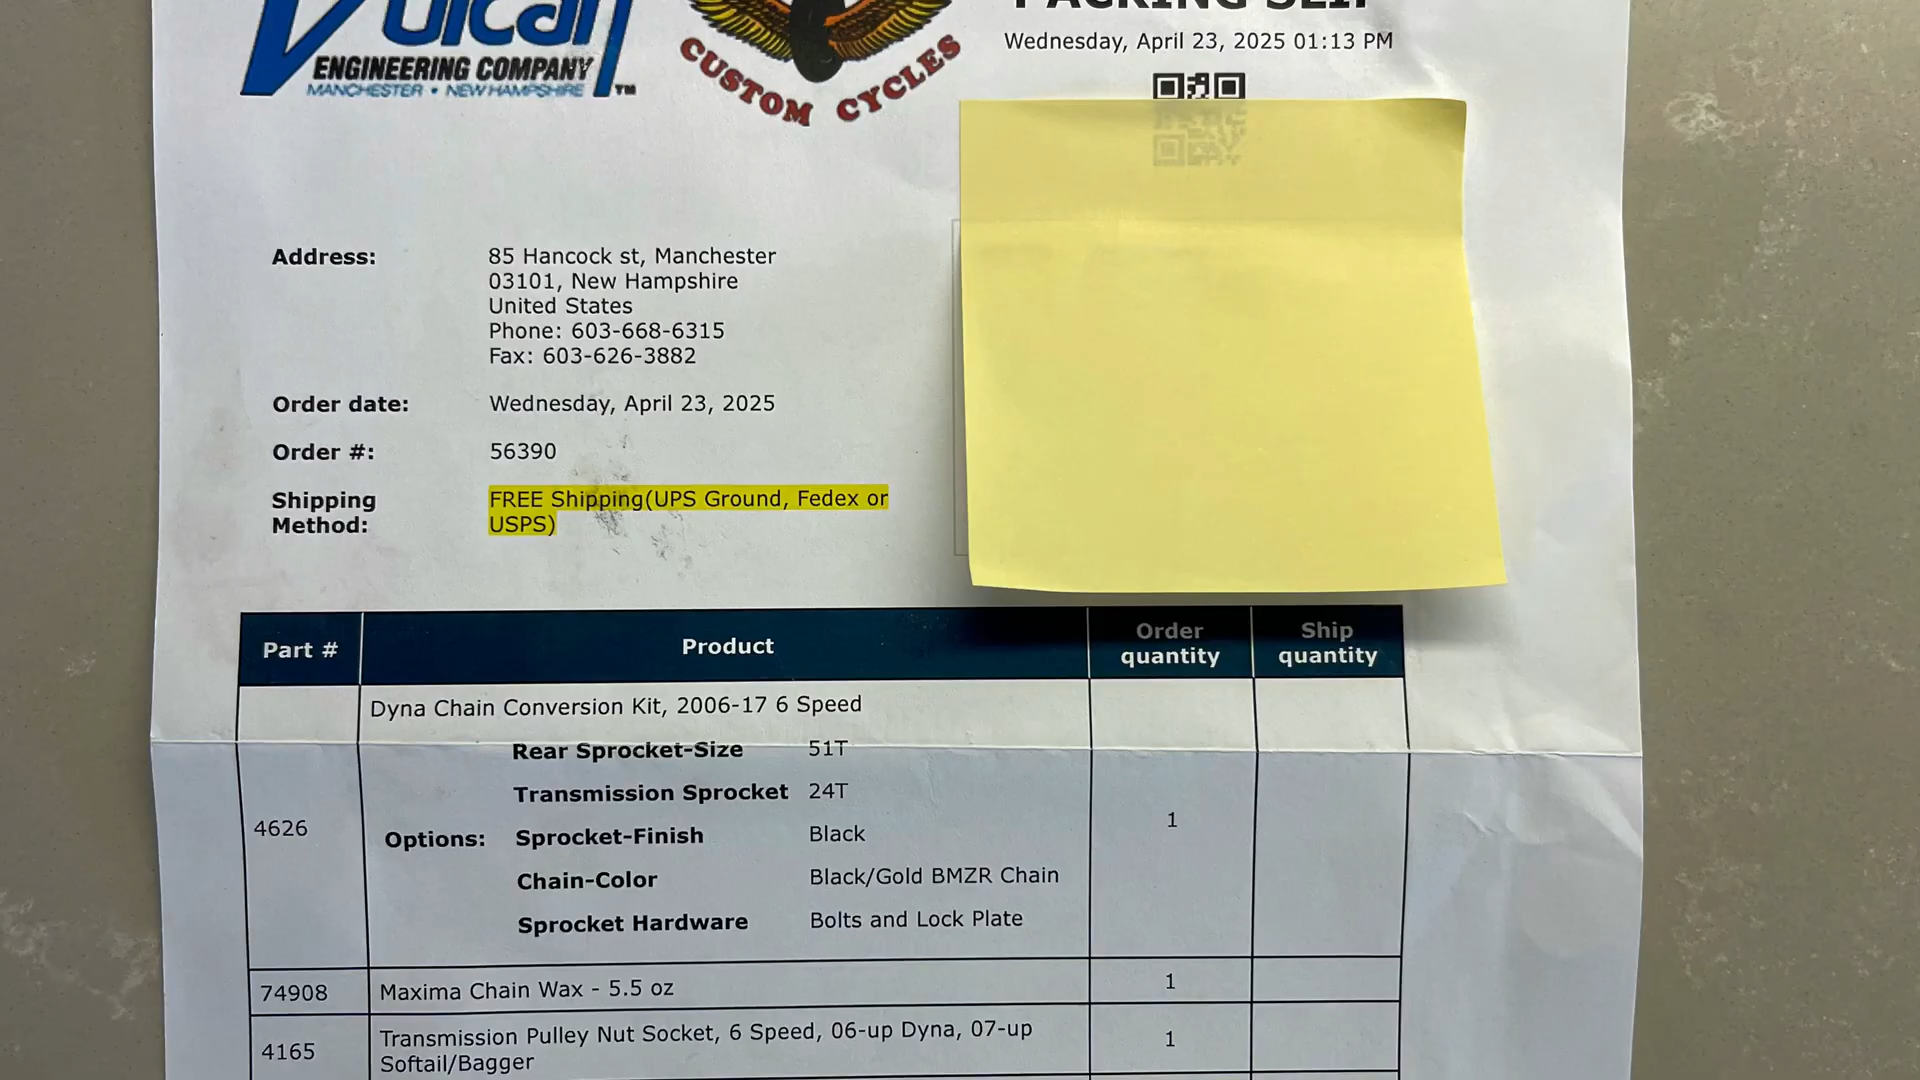 Vulcan
ENGINEERING COMPANY
MANCHESTER • NEW HAMPSHIRE TM
CUSTOM CYCLES
PACKING SLIP
Wednesday, April 23, 2025 01:13 PM
Address: 85 Hancock st, Manchester
03101, New Hampshire
United States
Phone: 603-668-6315
Fax: 603-626-3882
Order date: Wednesday, April 23, 2025
Order #: 56390
Shipping Method: FREE Shipping(UPS Ground, Fedex or
USPS)
Part # Product Order quantity Ship quantity
Dyna Chain Conversion Kit, 2006-17 6 Speed
Rear Sprocket-Size 51T
Transmission Sprocket 24T
4626 Options: Sprocket-Finish Black 1
Chain-Color Black/Gold BMZR Chain
Sprocket Hardware Bolts and Lock Plate
74908 Maxima Chain Wax - 5.5 oz 1
4165 Transmission Pulley Nut Socket, 6 Speed, 06-up Dyna, 07-up 1
Softail/Bagger